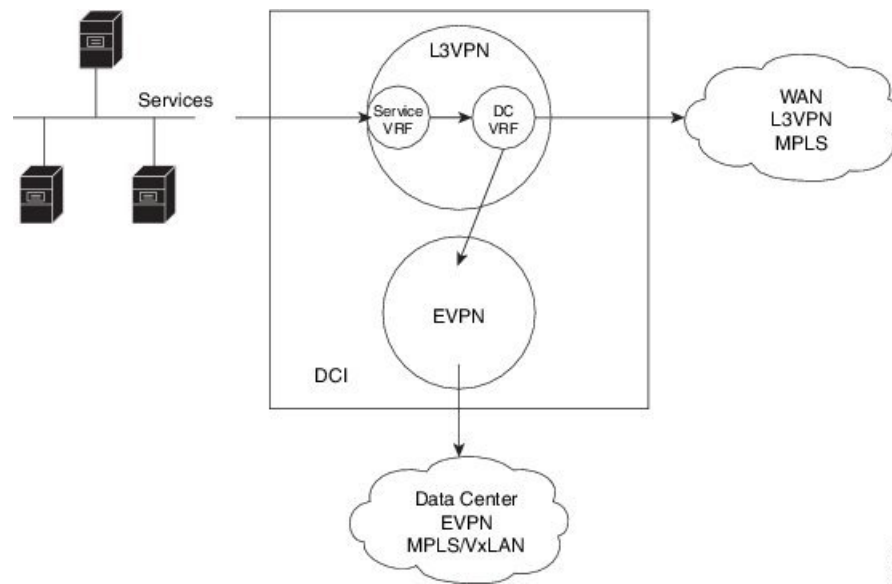 L3VPN
Services
Service
VRF
DC
VRF
WAN
L3VPN
MPLS
EVPN
DCI
Data Center
EVPN
MPLS/VxLAN